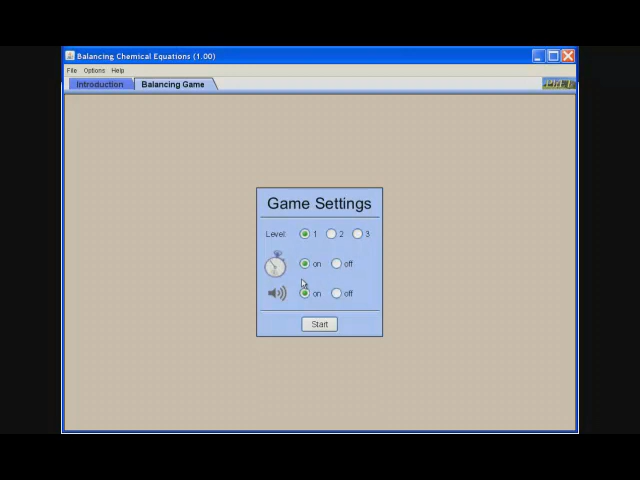 Balancing Chemical Equations (1.00)
File Options Help
Introduction Balancing Game
Game Settings
Level: 1 2 3
on off
on off
Start